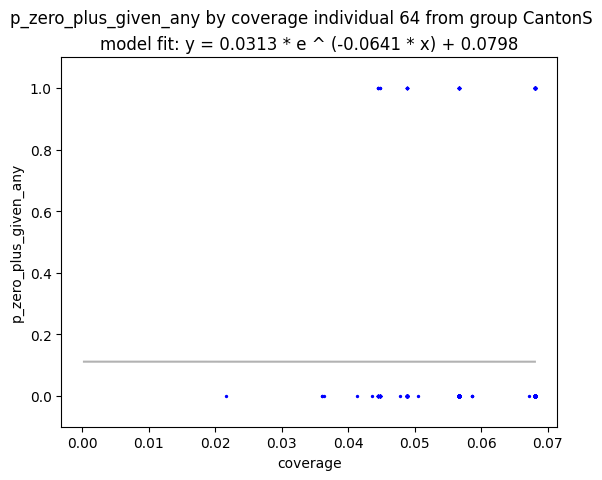 p_zero_plus_given_any by coverage individual 64 from group CantonS
model fit: y = 0.0313 * e ^ (-0.0641 * x) + 0.0798
1.0
0.8
0.6
0.4
0.2
0.0
p_zero_plus_given_any
0.00 0.01 0.02 0.03 0.04 0.05 0.06 0.07
coverage